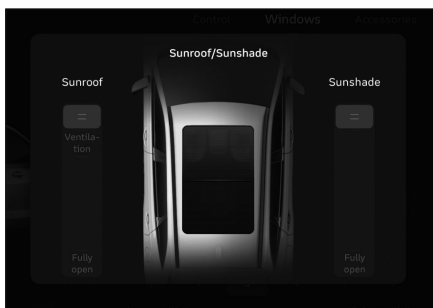 Control Windows Accessories
Sunroof/Sunshade
Sunroof
Sunshade
Ventila-
tion
Fully
open
Fully
open